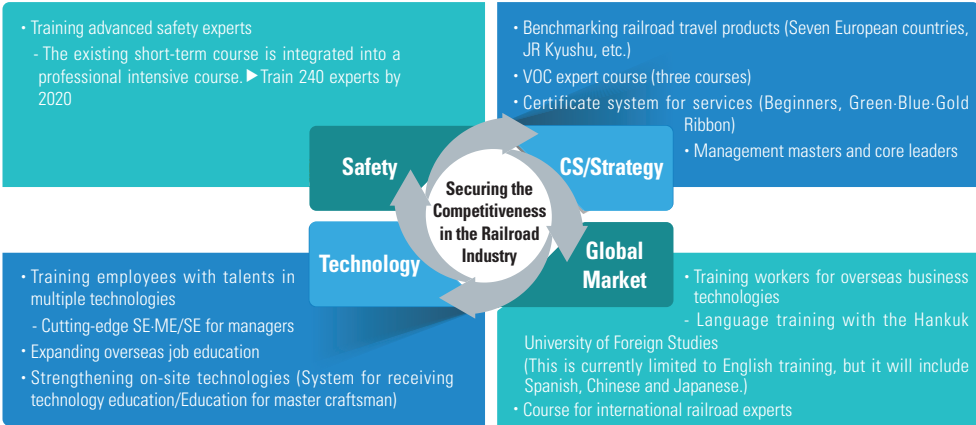 • Training advanced safety experts
- The existing short-term course is integrated into a
professional intensive course. ▶Train 240 experts by
2020
• Benchmarking railroad travel products (Seven European countries,
JR Kyushu, etc.)
• VOC expert course (three courses)
• Certificate system for services (Beginners, Green·Blue·Gold
Ribbon)
• Management masters and core leaders
Safety
CS/Strategy
Securing the
Competitiveness
in the Railroad
Industry
Technology
Global
Market
• Training employees with talents in
multiple technologies
- Cutting-edge SE·ME/SE for managers
• Expanding overseas job education
• Strengthening on-site technologies (System for receiving
technology education/Education for master craftsman)
• Training workers for overseas business
technologies
- Language training with the Hankuk
University of Foreign Studies
(This is currently limited to English training, but it will include
Spanish, Chinese and Japanese.)
• Course for international railroad experts